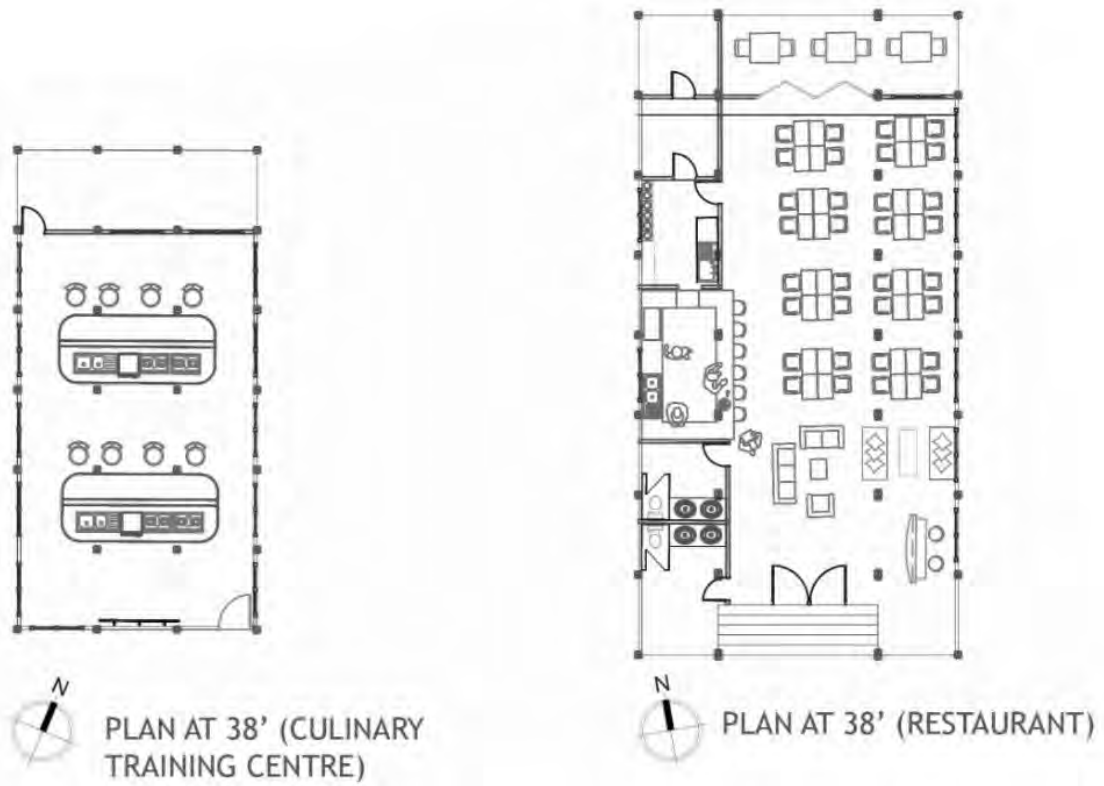 N
PLAN AT 38' (CULINARY
TRAINING CENTRE)
N
PLAN AT 38' (RESTAURANT)